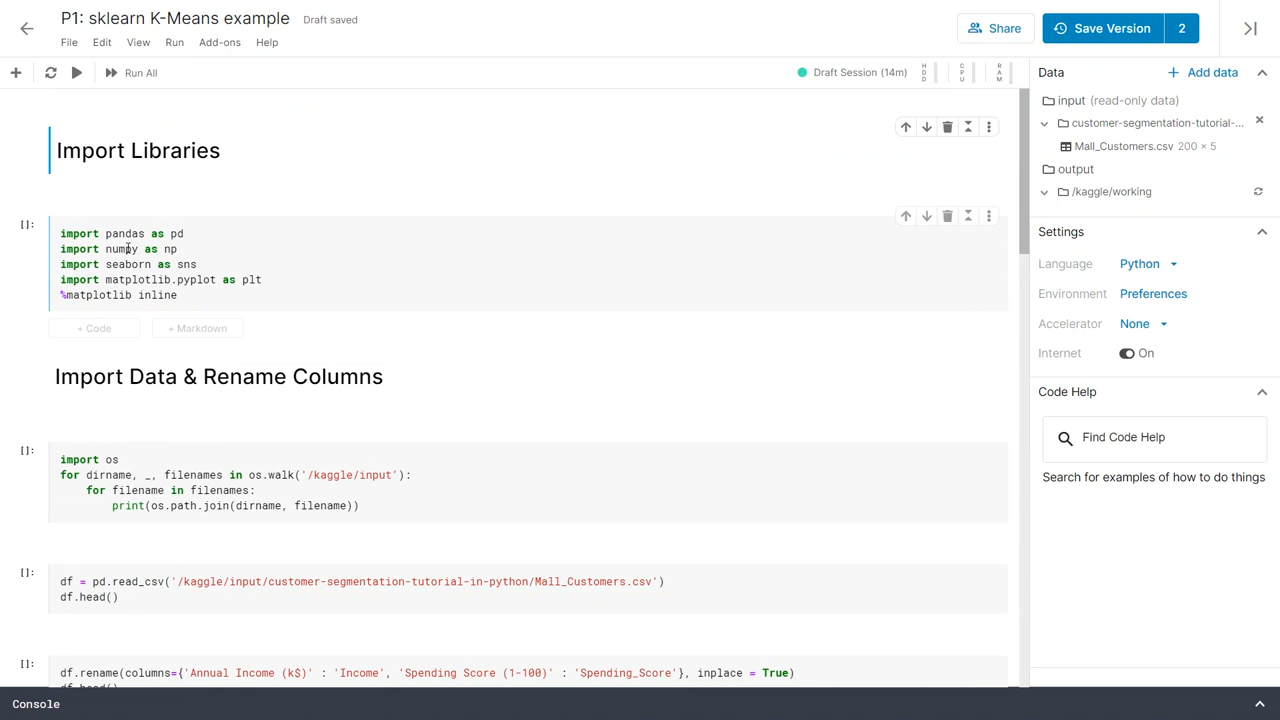 P1: sklearn K-Means example
Draft saved
Share
Save Version
2
File Edit View Run Add-ons Help
Run All
Draft Session (14m)
HDD
CPU
RAM
Import Libraries
[]:
import pandas as pd
import numpy as np
import seaborn as sns
import matplotlib.pyplot as plt
%matplotlib inline
+ Code
+ Markdown
Import Data & Rename Columns
[]:
import os
for dirname, _, filenames in os.walk('/kaggle/input'):
    for filename in filenames:
        print(os.path.join(dirname, filename))
[]:
df = pd.read_csv('/kaggle/input/customer-segmentation-tutorial-in-python/Mall_Customers.csv')
df.head()
[]:
df.rename(columns={'Annual Income (k$)' : 'Income', 'Spending Score (1-100)' : 'Spending_Score'}, inplace = True)
df.head()
Data
+ Add data
input (read-only data)
customer-segmentation-tutorial-...
Mall_Customers.csv 200 × 5
output
/kaggle/working
Settings
Language Python
Environment Preferences
Accelerator None
Internet On
Code Help
Find Code Help
Search for examples of how to do things
Console